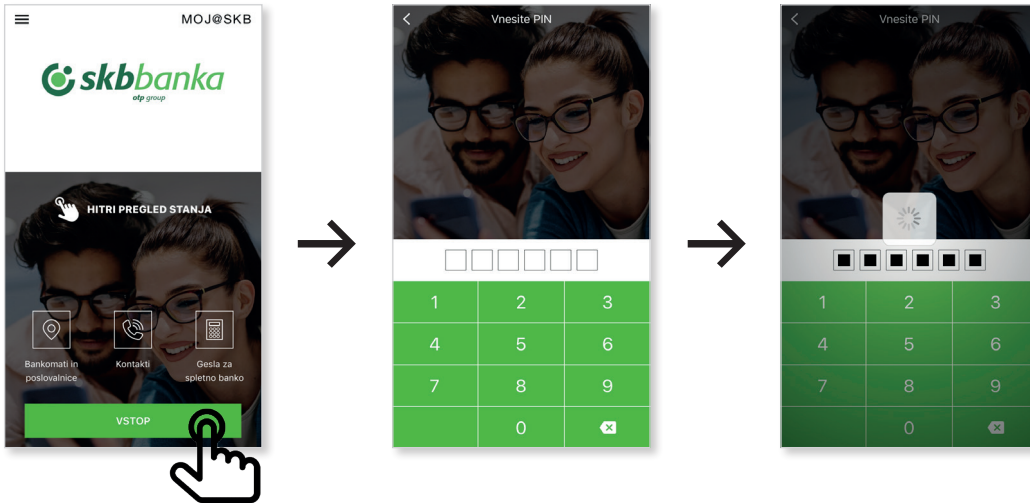 MOJ@SKB
skbbanka
otp group
HITRI PREGLED STANJA
Bankomati in
poslovalnice
Kontakti
Gesla za
spletno banko
VSTOP
Vnesite PIN
1 2 3
4 5 6
7 8 9
0
Vnesite PIN
1 2 3
4 5 6
7 8 9
0